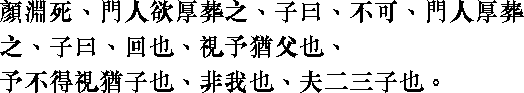 顏淵死、門人欲厚葬之、子曰、不可、門人厚葬
之、子曰、回也、視予猶父也、
予不得視猶子也、非我也、夫二三子也。